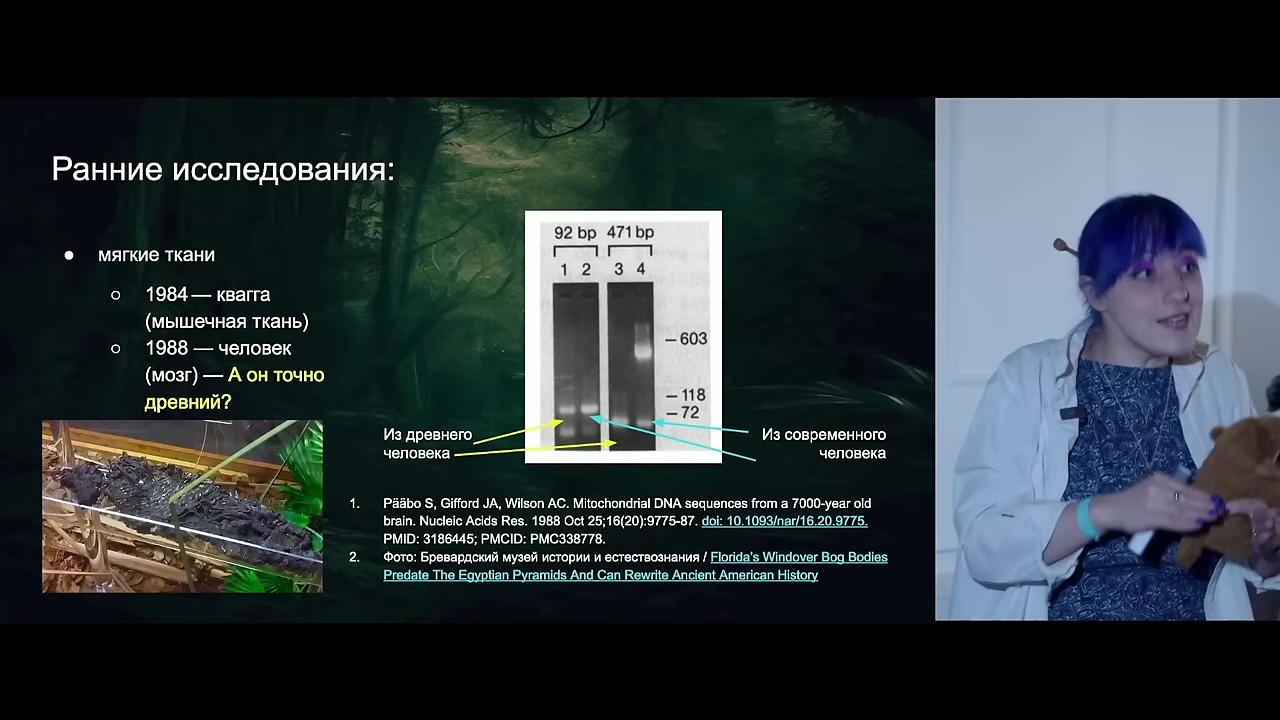 Ранние исследования:
● мягкие ткани
○ 1984 — квагга
(мышечная ткань)
○ 1988 — человек
(мозг) — А он точно
древний?
92 bp 471 bp
1 2 3 4
– 603
– 118
– 72
Из древнего
человека
Из современного
человека
1. Pääbo S, Gifford JA, Wilson AC. Mitochondrial DNA sequences from a 7000-year old
brain. Nucleic Acids Res. 1988 Oct 25;16(20):9775-87. doi: 10.1093/nar/16.20.9775.
PMID: 3186445; PMCID: PMC338778.
2. Фото: Бревардский музей истории и естествознания / Florida's Windover Bog Bodies
Predate The Egyptian Pyramids And Can Rewrite Ancient American History